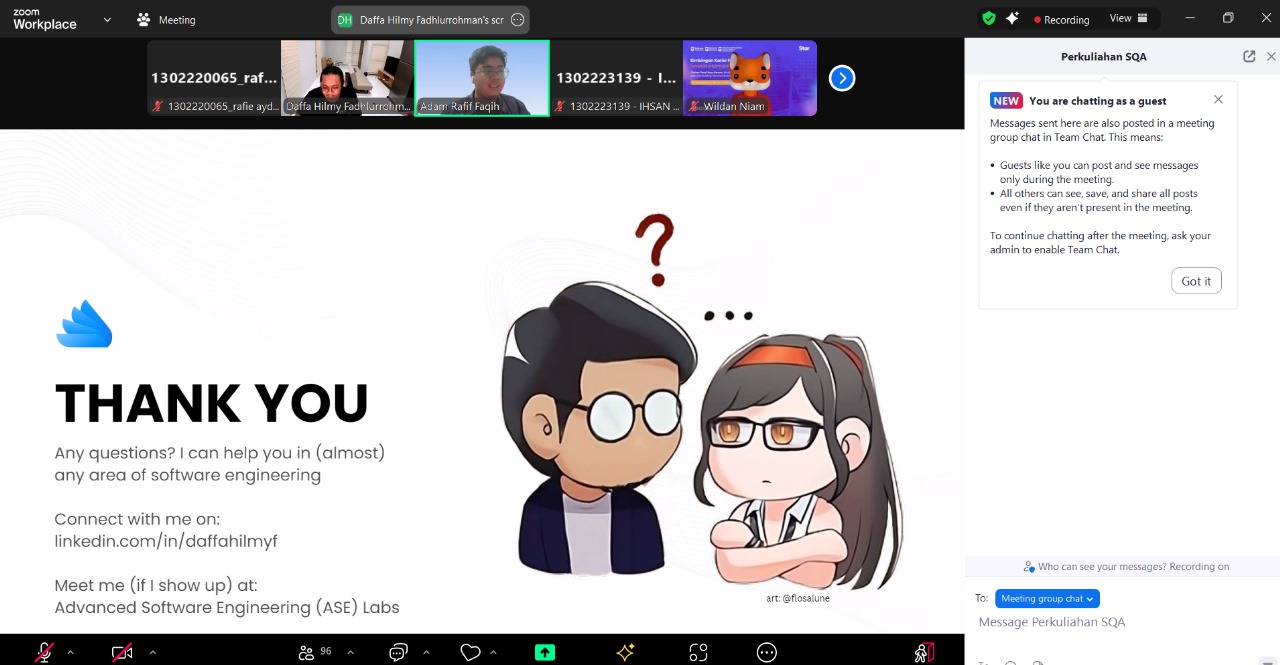 zoom
Workplace
Meeting
DH Daffa Hilmy Fadhlurrohman's scr
Recording
View
1302220065_raf...
1302220065_rafie ayd...
Daffa Hilmy Fadhlurrohm...
Adam Rafif Faqih
1302223139 - I...
1302223139 - IHSAN ...
Star
Wildan Niam
THANK YOU
Any questions? I can help you in (almost)
any area of software engineering
Connect with me on:
linkedin.com/in/daffahilmyf
Meet me (if I show up) at:
Advanced Software Engineering (ASE) Labs
?
...
art: @flosalune
96
Perkuliahan SQA
NEW You are chatting as a guest
Messages sent here are also posted in a meeting
group chat in Team Chat. This means:
• Guests like you can post and see messages
only during the meeting.
• All others can see, save, and share all posts
even if they aren't present in the meeting.
To continue chatting after the meeting, ask your
admin to enable Team Chat.
Got it
Who can see your messages? Recording on
To: Meeting group chat
Message Perkuliahan SQA